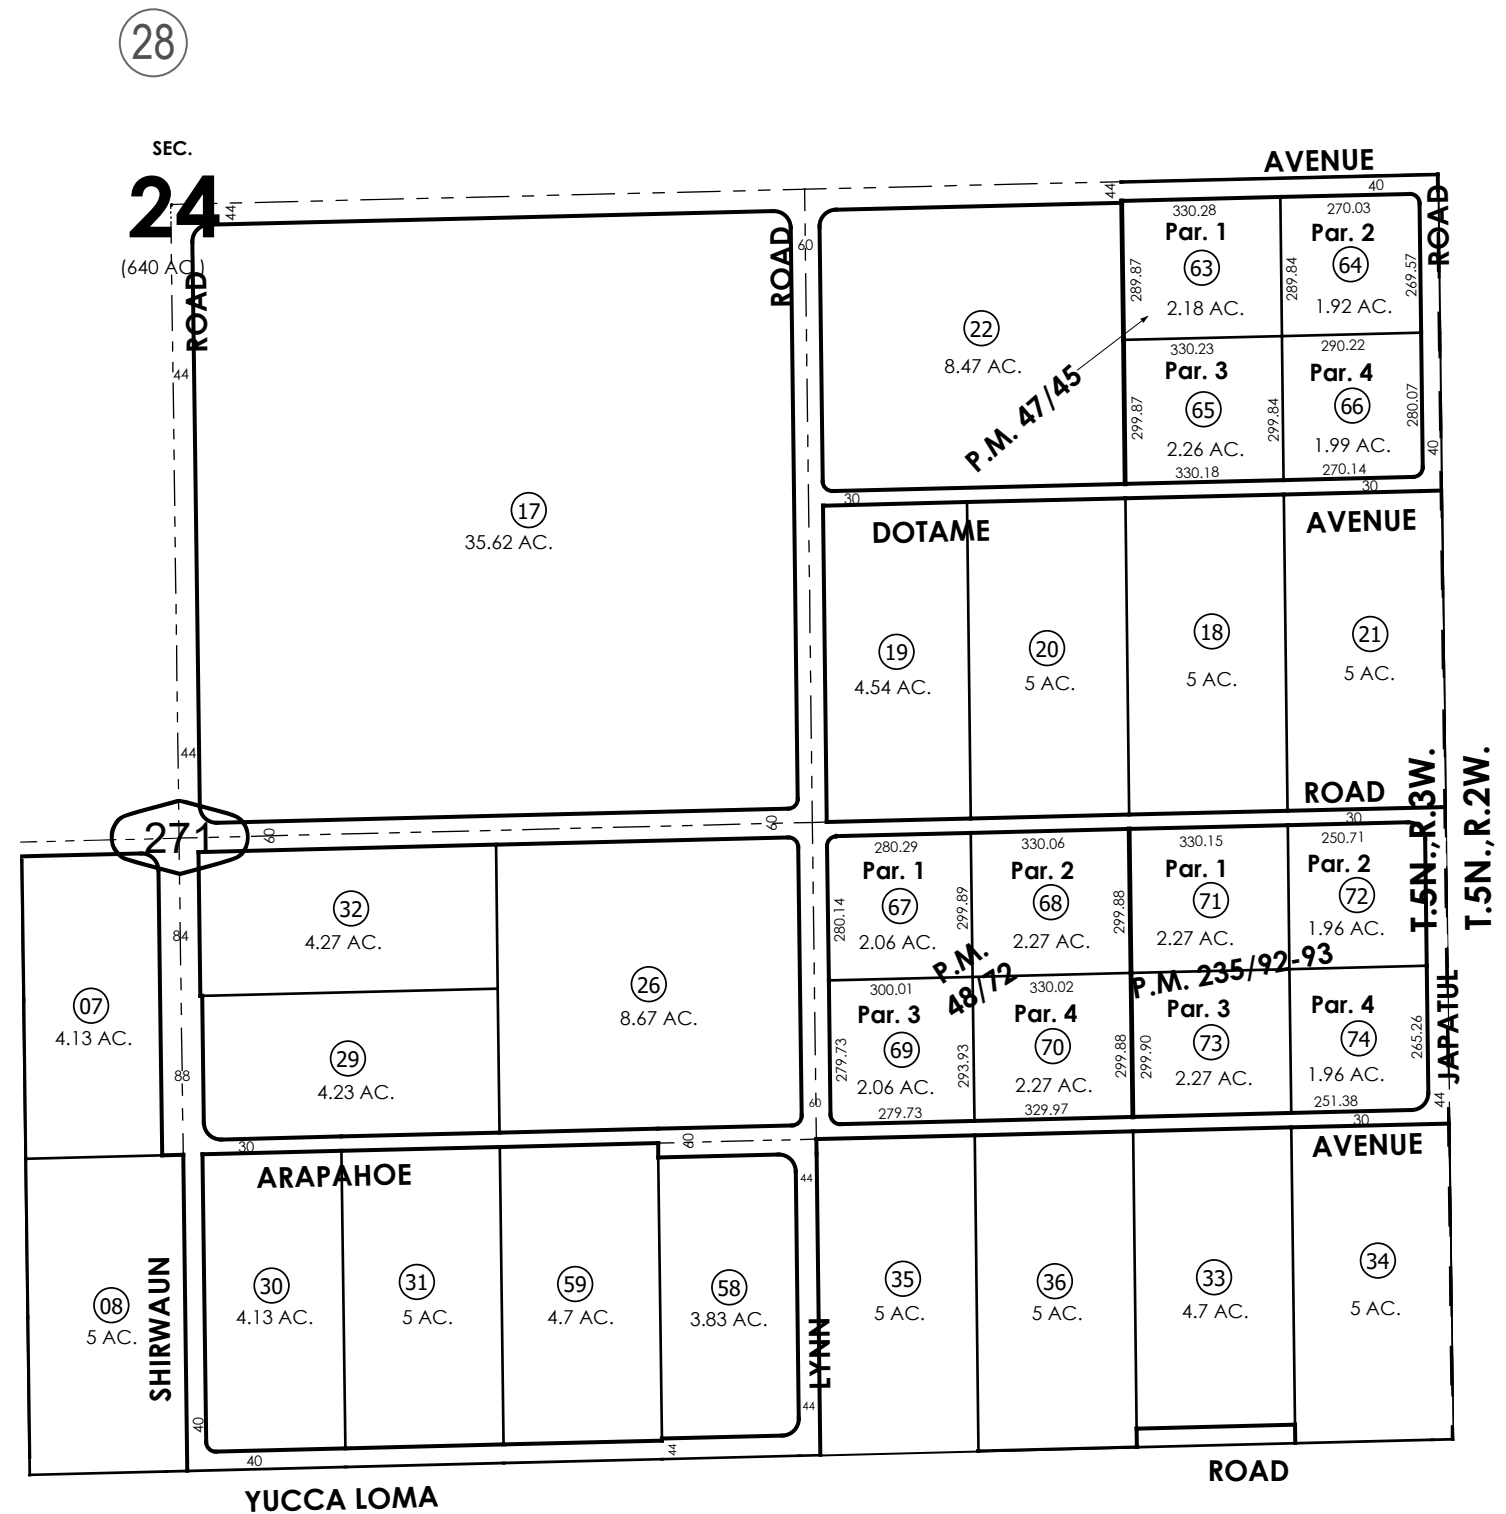 28
SEC.
24
(640 AC.)
AVENUE
40
44
44
ROAD
ROAD
ROAD
60
44
44
330.28
Par. 1
63
2.18 AC.
289.87
270.03
Par. 2
64
1.92 AC.
289.84
269.57
22
8.47 AC.
P.M. 47/45
330.23
Par. 3
65
2.26 AC.
299.87
330.18
290.22
Par. 4
66
1.99 AC.
299.84
280.07
270.14
40
30
30
DOTAME
AVENUE
17
35.62 AC.
19
4.54 AC.
20
5 AC.
18
5 AC.
21
5 AC.
T.5N.,R.3W.
T.5N.,R.2W.
ROAD
271
60
60
30
280.29
Par. 1
67
2.06 AC.
280.14
299.89
330.06
Par. 2
68
2.27 AC.
299.88
330.15
Par. 1
71
2.27 AC.
250.71
Par. 2
72
1.96 AC.
32
4.27 AC.
84
26
8.67 AC.
P.M.
48/72
P.M. 235/92-93
07
4.13 AC.
29
4.23 AC.
88
300.01
Par. 3
69
2.06 AC.
279.73
293.93
279.73
330.02
Par. 4
70
2.27 AC.
299.88
329.97
Par. 3
73
2.27 AC.
299.90
Par. 4
74
1.96 AC.
265.26
251.38
JAPATUL
44
60
30
30
60
ARAPAHOE
AVENUE
44
08
5 AC.
SHIRWAUN
30
4.13 AC.
31
5 AC.
59
4.7 AC.
58
3.83 AC.
LYNN
35
5 AC.
36
5 AC.
33
4.7 AC.
34
5 AC.
40
44
40
44
YUCCA LOMA
ROAD